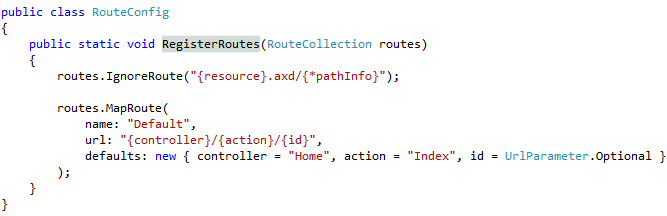 public class RouteConfig
{
    public static void RegisterRoutes(RouteCollection routes)
    {
        routes.IgnoreRoute("{resource}.axd/{*pathInfo}");

        routes.MapRoute(
            name: "Default",
            url: "{controller}/{action}/{id}",
            defaults: new { controller = "Home", action = "Index", id = UrlParameter.Optional }
        );
    }
}